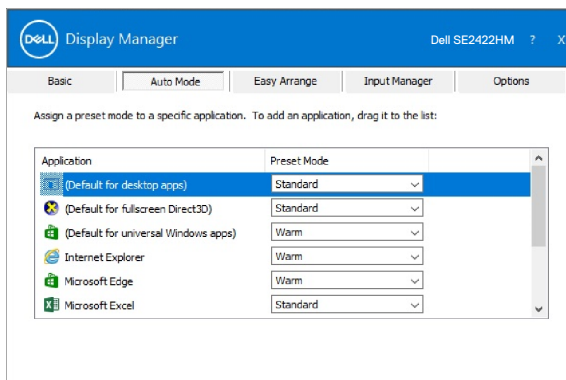 DELL Display Manager Dell SE2422HM ? X
Basic Auto Mode Easy Arrange Input Manager Options
Assign a preset mode to a specific application. To add an application, drag it to the list:
Application Preset Mode
(Default for desktop apps) Standard
(Default for fullscreen Direct3D) Standard
(Default for universal Windows apps) Warm
Internet Explorer Warm
Microsoft Edge Warm
Microsoft Excel Standard